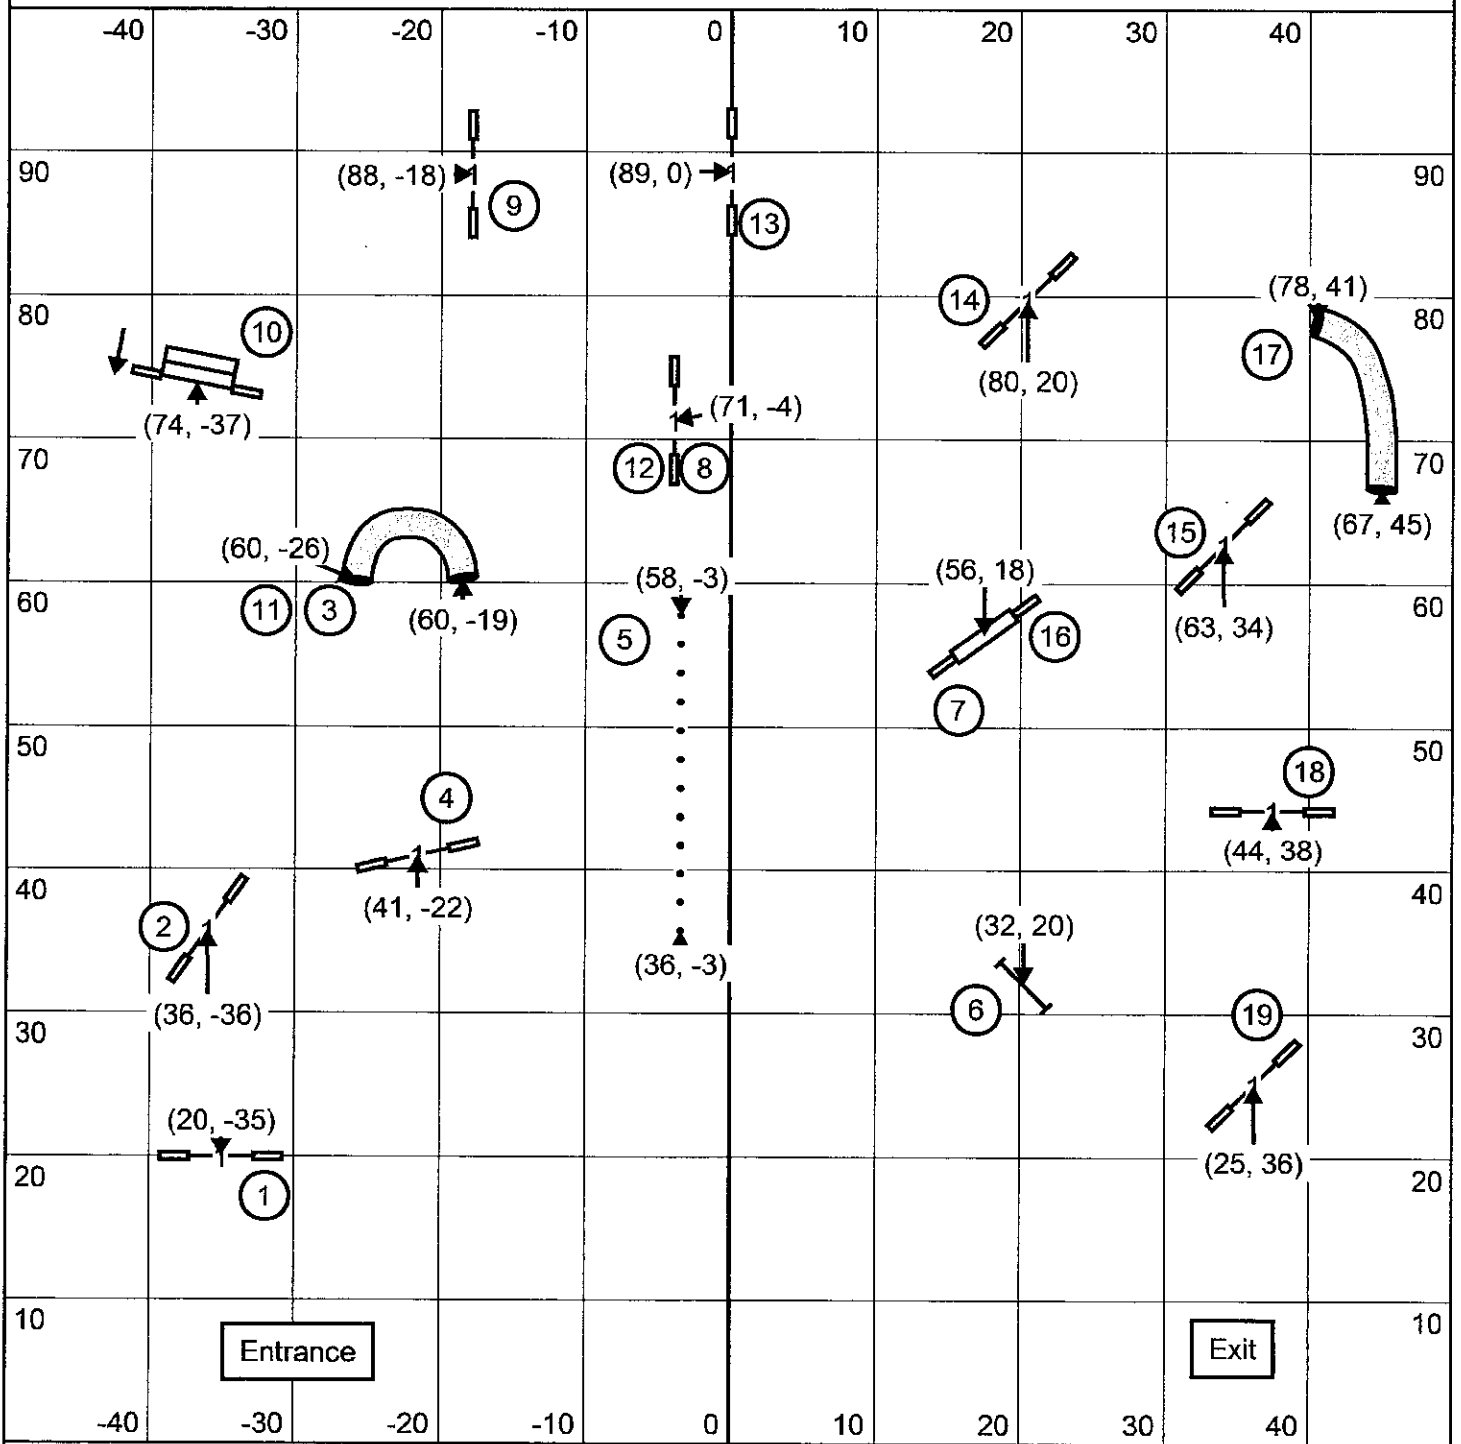 -40 -30 -20 -10 0 10 20 30 40
90 (88, -18) 9 (89, 0) 13 90
80 10 14 (78, 41) 80
17
(74, -37) (71, -4) (80, 20)
70 12 8 70
15 (67, 45)
(60, -26) (58, -3) (56, 18)
60 11 3 (60, -19) 5 16 (63, 34) 60
7
50 4 18 50
(44, 38)
40 2 (41, -22) (32, 20) 40
(36, -3)
30 (36, -36) 6 19 30
(20, -35)
20 1 (25, 36) 20
10 10
Entrance Exit
-40 -30 -20 -10 0 10 20 30 40